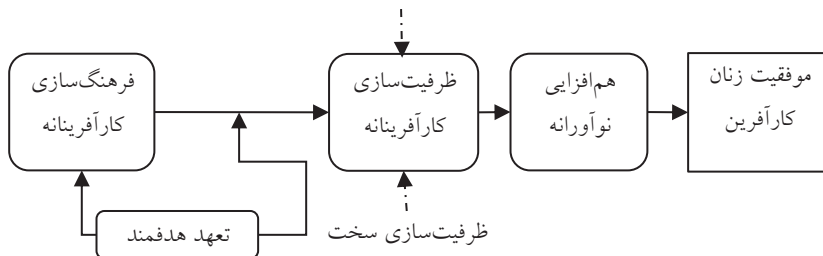 فرهنگ‌سازی
کارآفرینانه
ظرفیت‌سازی
کارآفرینانه
هم‌افزایی
نوآورانه
موفقیت زنان
کارآفرین
تعهد هدفمند
ظرفیت‌سازی سخت